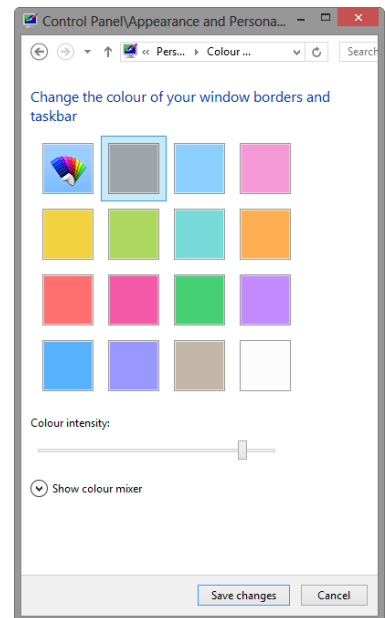 Control Panel\Appearance and Persona...
« Pers... Colour ... Search
Change the colour of your window borders and
taskbar
Colour intensity:
Show colour mixer
Save changes Cancel